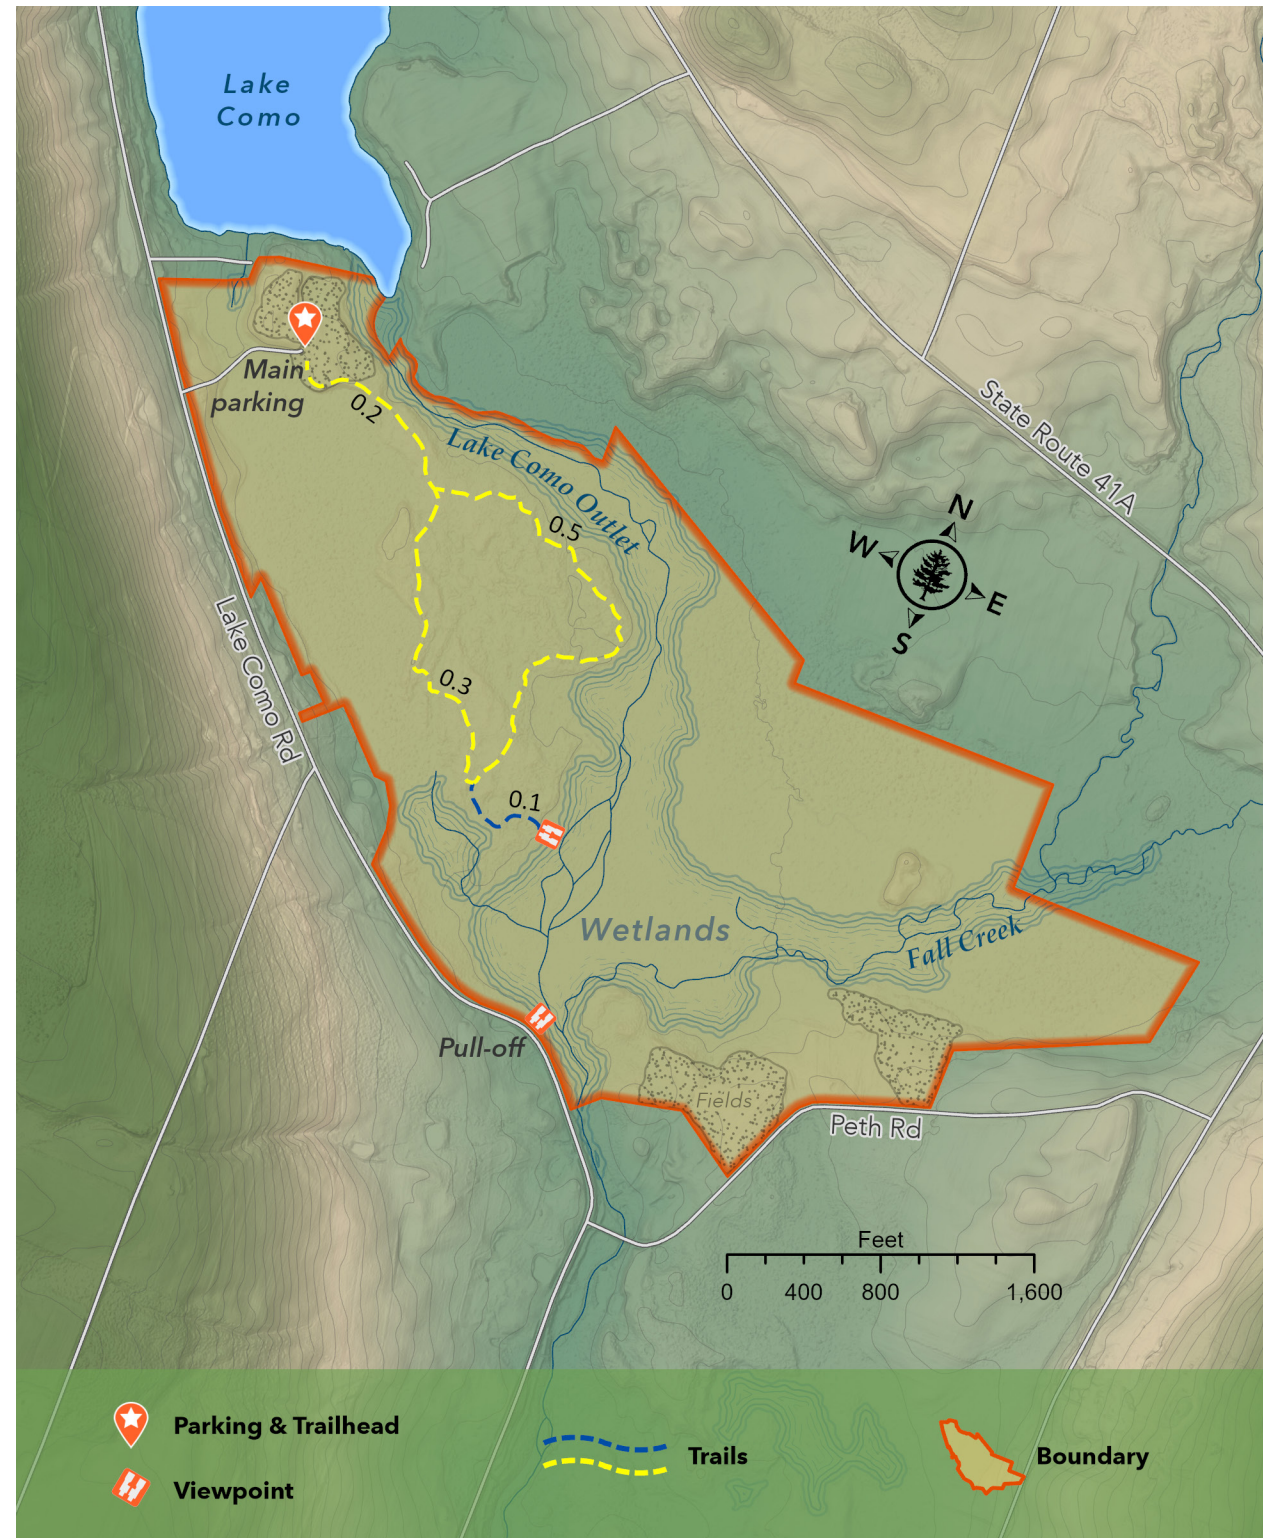 Lake
Como
Main
parking
0.2
Lake Como Outlet
0.5
State Route 41A
N
W
E
S
Lake Como Rd
0.3
0.1
Wetlands
Fall Creek
Pull-off
Fields
Peth Rd
Feet
0 400 800 1,600
Parking & Trailhead
Viewpoint
Trails
Boundary